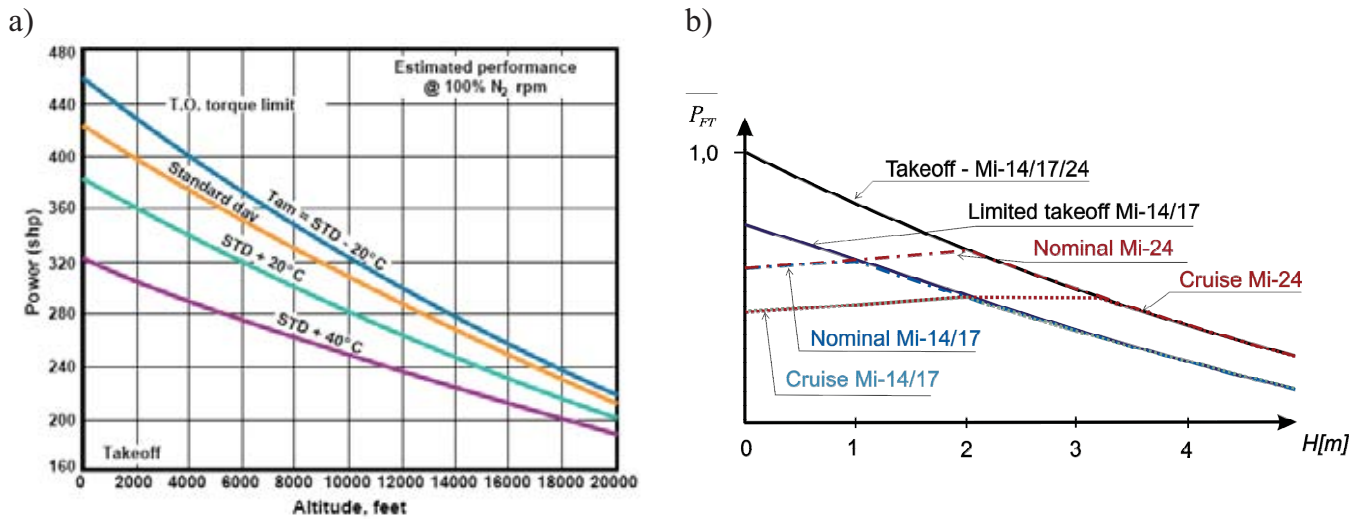 a)
Power (shp)
480
440
400
360
320
280
240
200
160
Estimated performance
@ 100% N₂ rpm
T.O. torque limit
Standard day
Tam = STD - 20°C
STD + 20°C
STD + 40°C
Takeoff
0 2000 4000 6000 8000 10000 12000 14000 16000 18000 20000
Altitude, feet
b)
P_FT
1,0
Takeoff - Mi-14/17/24
Limited takeoff Mi-14/17
Nominal Mi-24
Cruise Mi-24
Nominal Mi-14/17
Cruise Mi-14/17
0 1 2 3 4 H[m]